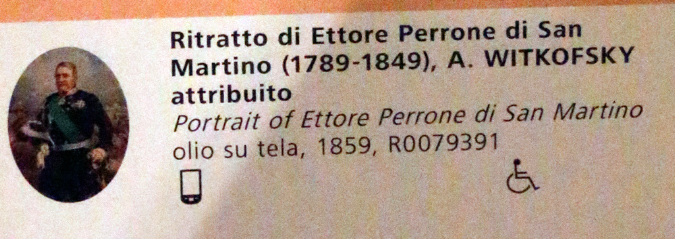 Ritratto di Ettore Perrone di San
Martino (1789-1849), A. WITKOFSKY
attribuito
Portrait of Ettore Perrone di San Martino
olio su tela, 1859, R0079391